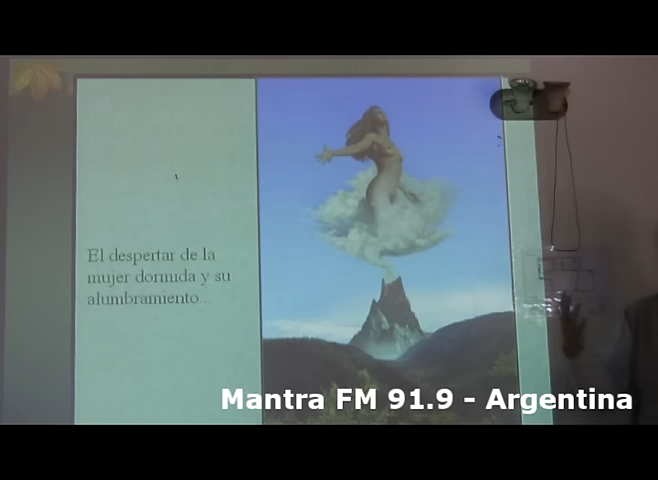 El despertar de la
mujer dormida y su
alumbramiento...
Mantra FM 91.9 - Argentina